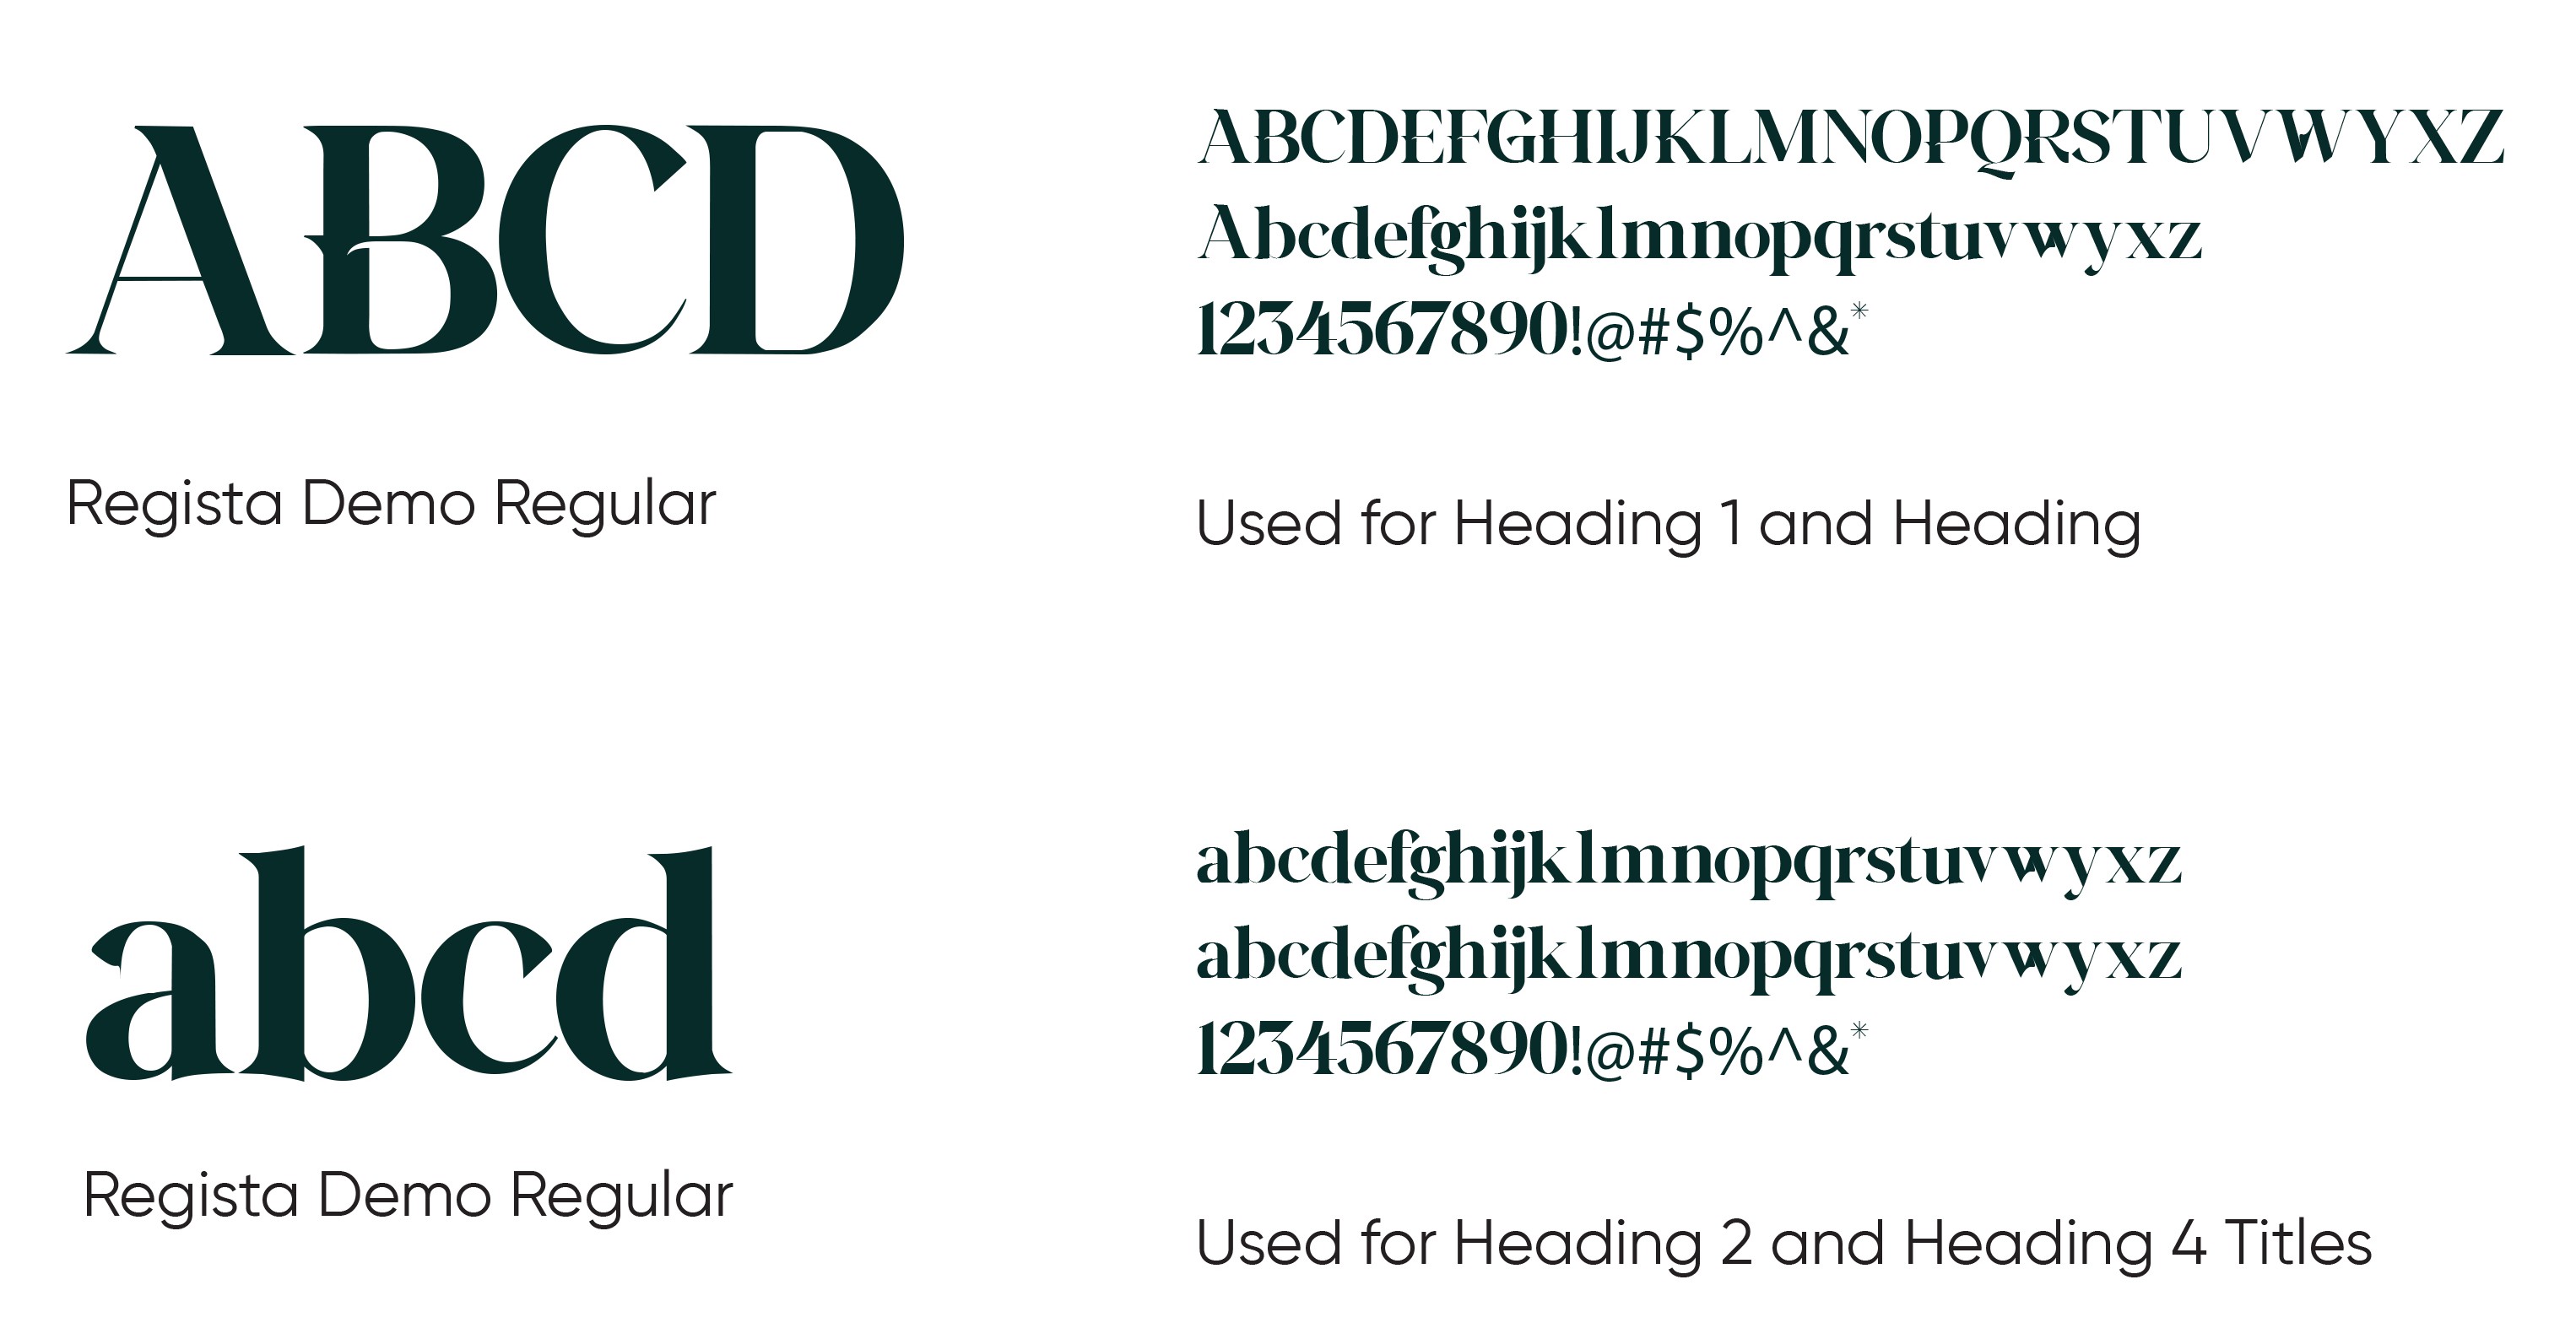 ABCD
Regista Demo Regular
ABCDEFGHIJKLMNOPQRSTUVWYXZ
Abcdefghijklmnopqrstuvwyxz
1234567890!@#$%^&*
Used for Heading 1 and Heading
abcd
Regista Demo Regular
abcdefghijklmnopqrstuvwyxz
abcdefghijklmnopqrstuvwyxz
1234567890!@#$%^&*
Used for Heading 2 and Heading 4 Titles